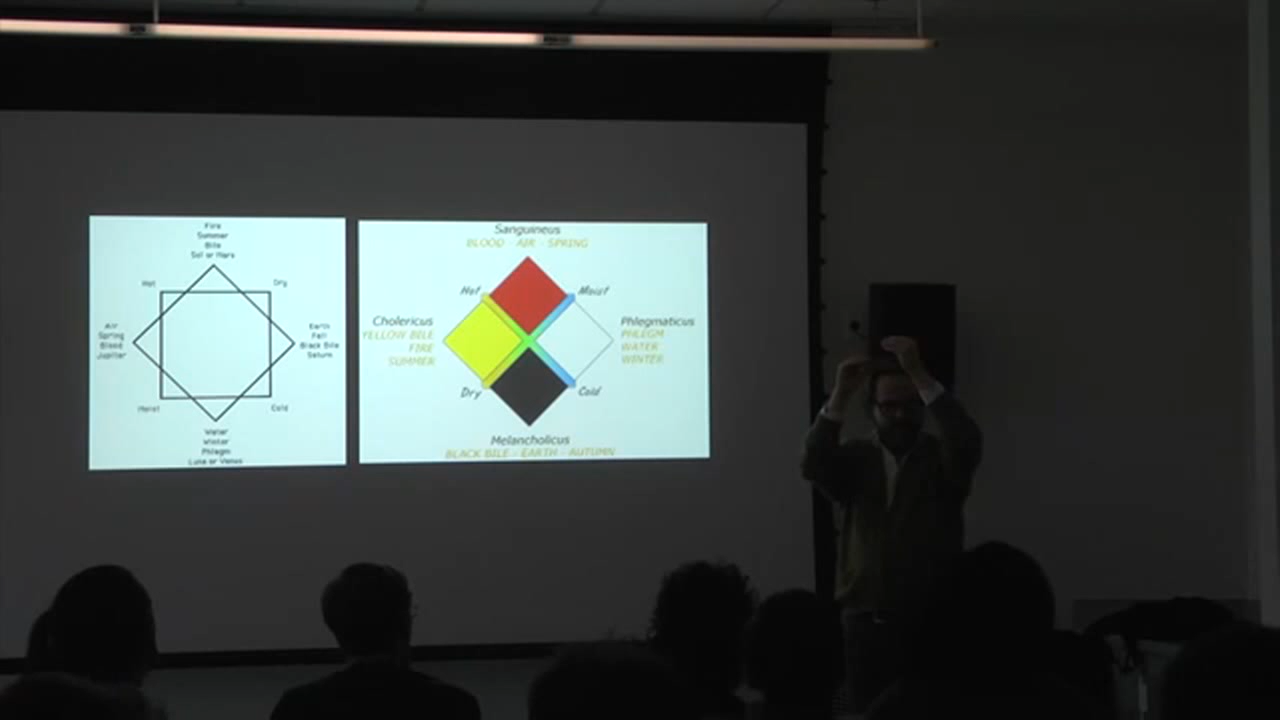 Fire
Summer
Bile
Sol or Mars
Hot
Dry
Air
Spring
Blood
Jupiter
Earth
Fall
Black Bile
Saturn
Moist
Cold
Water
Winter
Phlegm
Luna or Venus
Sanguineus
BLOOD - AIR - SPRING
Hot
Moist
Cholericus
YELLOW BILE
FIRE
SUMMER
Phlegmaticus
PHLEGM
WATER
WINTER
Dry
Cold
Melancholicus
BLACK BILE - EARTH - AUTUMN